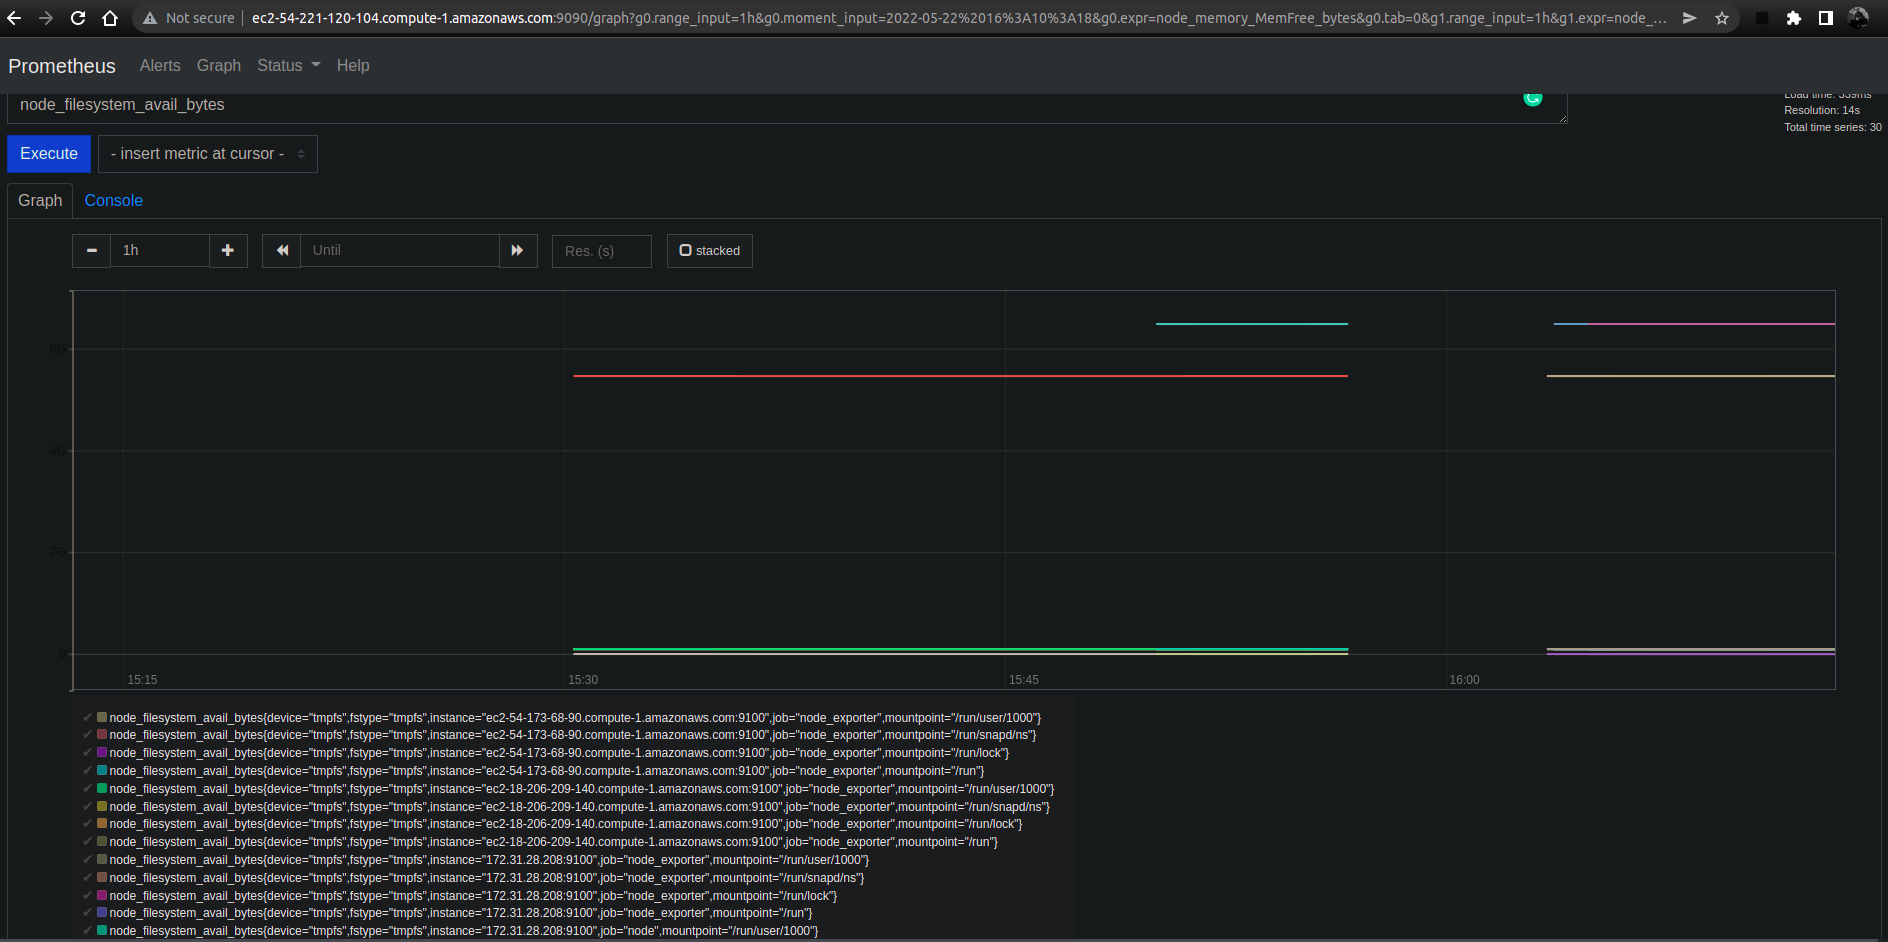 Not secure | ec2-54-221-120-104.compute-1.amazonaws.com:9090/graph?g0.range_input=1h&g0.moment_input=2022-05-22%2016%3A10%3A18&g0.expr=node_memory_MemFree_bytes&g0.tab=0&g1.range_input=1h&g1.expr=node_...
Prometheus Alerts Graph Status Help
node_filesystem_avail_bytes
Load time: 339ms
Resolution: 14s
Total time series: 30
Execute - insert metric at cursor -
Graph Console
1h Until Res. (s) stacked
6G
4G
2G
0
15:15 15:30 15:45 16:00
node_filesystem_avail_bytes{device="tmpfs",fstype="tmpfs",instance="ec2-54-173-68-90.compute-1.amazonaws.com:9100",job="node_exporter",mountpoint="/run/user/1000"}
node_filesystem_avail_bytes{device="tmpfs",fstype="tmpfs",instance="ec2-54-173-68-90.compute-1.amazonaws.com:9100",job="node_exporter",mountpoint="/run/snapd/ns"}
node_filesystem_avail_bytes{device="tmpfs",fstype="tmpfs",instance="ec2-54-173-68-90.compute-1.amazonaws.com:9100",job="node_exporter",mountpoint="/run/lock"}
node_filesystem_avail_bytes{device="tmpfs",fstype="tmpfs",instance="ec2-54-173-68-90.compute-1.amazonaws.com:9100",job="node_exporter",mountpoint="/run"}
node_filesystem_avail_bytes{device="tmpfs",fstype="tmpfs",instance="ec2-18-206-209-140.compute-1.amazonaws.com:9100",job="node_exporter",mountpoint="/run/user/1000"}
node_filesystem_avail_bytes{device="tmpfs",fstype="tmpfs",instance="ec2-18-206-209-140.compute-1.amazonaws.com:9100",job="node_exporter",mountpoint="/run/snapd/ns"}
node_filesystem_avail_bytes{device="tmpfs",fstype="tmpfs",instance="ec2-18-206-209-140.compute-1.amazonaws.com:9100",job="node_exporter",mountpoint="/run/lock"}
node_filesystem_avail_bytes{device="tmpfs",fstype="tmpfs",instance="ec2-18-206-209-140.compute-1.amazonaws.com:9100",job="node_exporter",mountpoint="/run"}
node_filesystem_avail_bytes{device="tmpfs",fstype="tmpfs",instance="172.31.28.208:9100",job="node_exporter",mountpoint="/run/user/1000"}
node_filesystem_avail_bytes{device="tmpfs",fstype="tmpfs",instance="172.31.28.208:9100",job="node_exporter",mountpoint="/run/snapd/ns"}
node_filesystem_avail_bytes{device="tmpfs",fstype="tmpfs",instance="172.31.28.208:9100",job="node_exporter",mountpoint="/run/lock"}
node_filesystem_avail_bytes{device="tmpfs",fstype="tmpfs",instance="172.31.28.208:9100",job="node_exporter",mountpoint="/run"}
node_filesystem_avail_bytes{device="tmpfs",fstype="tmpfs",instance="172.31.28.208:9100",job="node",mountpoint="/run/user/1000"}